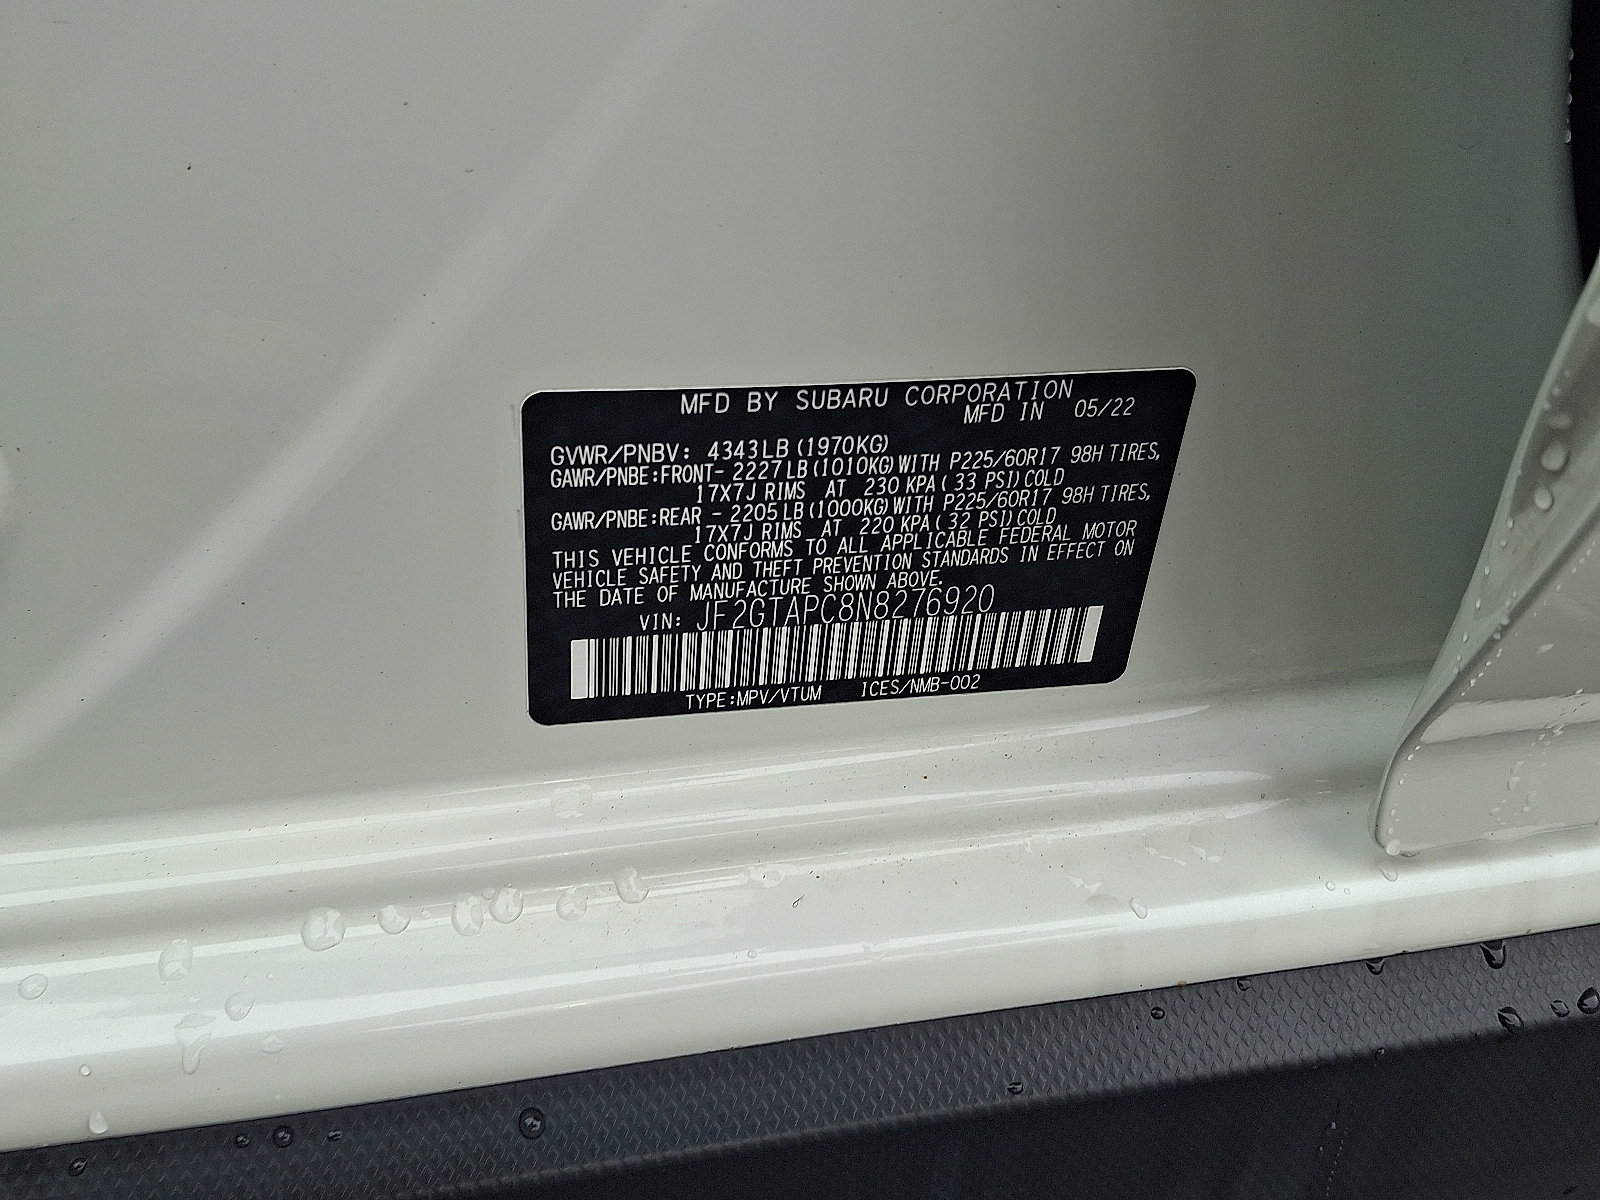 MFD BY SUBARU CORPORATION
MFD IN 05/22
GVWR/PNBV: 4343LB (1970KG)
GAWR/PNBE:FRONT- 2227LB (1010KG) WITH P225/60R17 98H TIRES,
17X7J RIMS AT 230 KPA( 33 PSI) COLD
GAWR/PNBE:REAR - 2205LB (1000KG) WITH P225/60R17 98H TIRES,
17X7J RIMS AT 220 KPA( 32 PSI) COLD
THIS VEHICLE CONFORMS TO ALL APPLICABLE FEDERAL MOTOR
VEHICLE SAFETY AND THEFT PREVENTION STANDARDS IN EFFECT ON
THE DATE OF MANUFACTURE SHOWN ABOVE.
VIN: JF2GTAPC8N8276920
TYPE:MPV/VTUM ICES/NMB-002